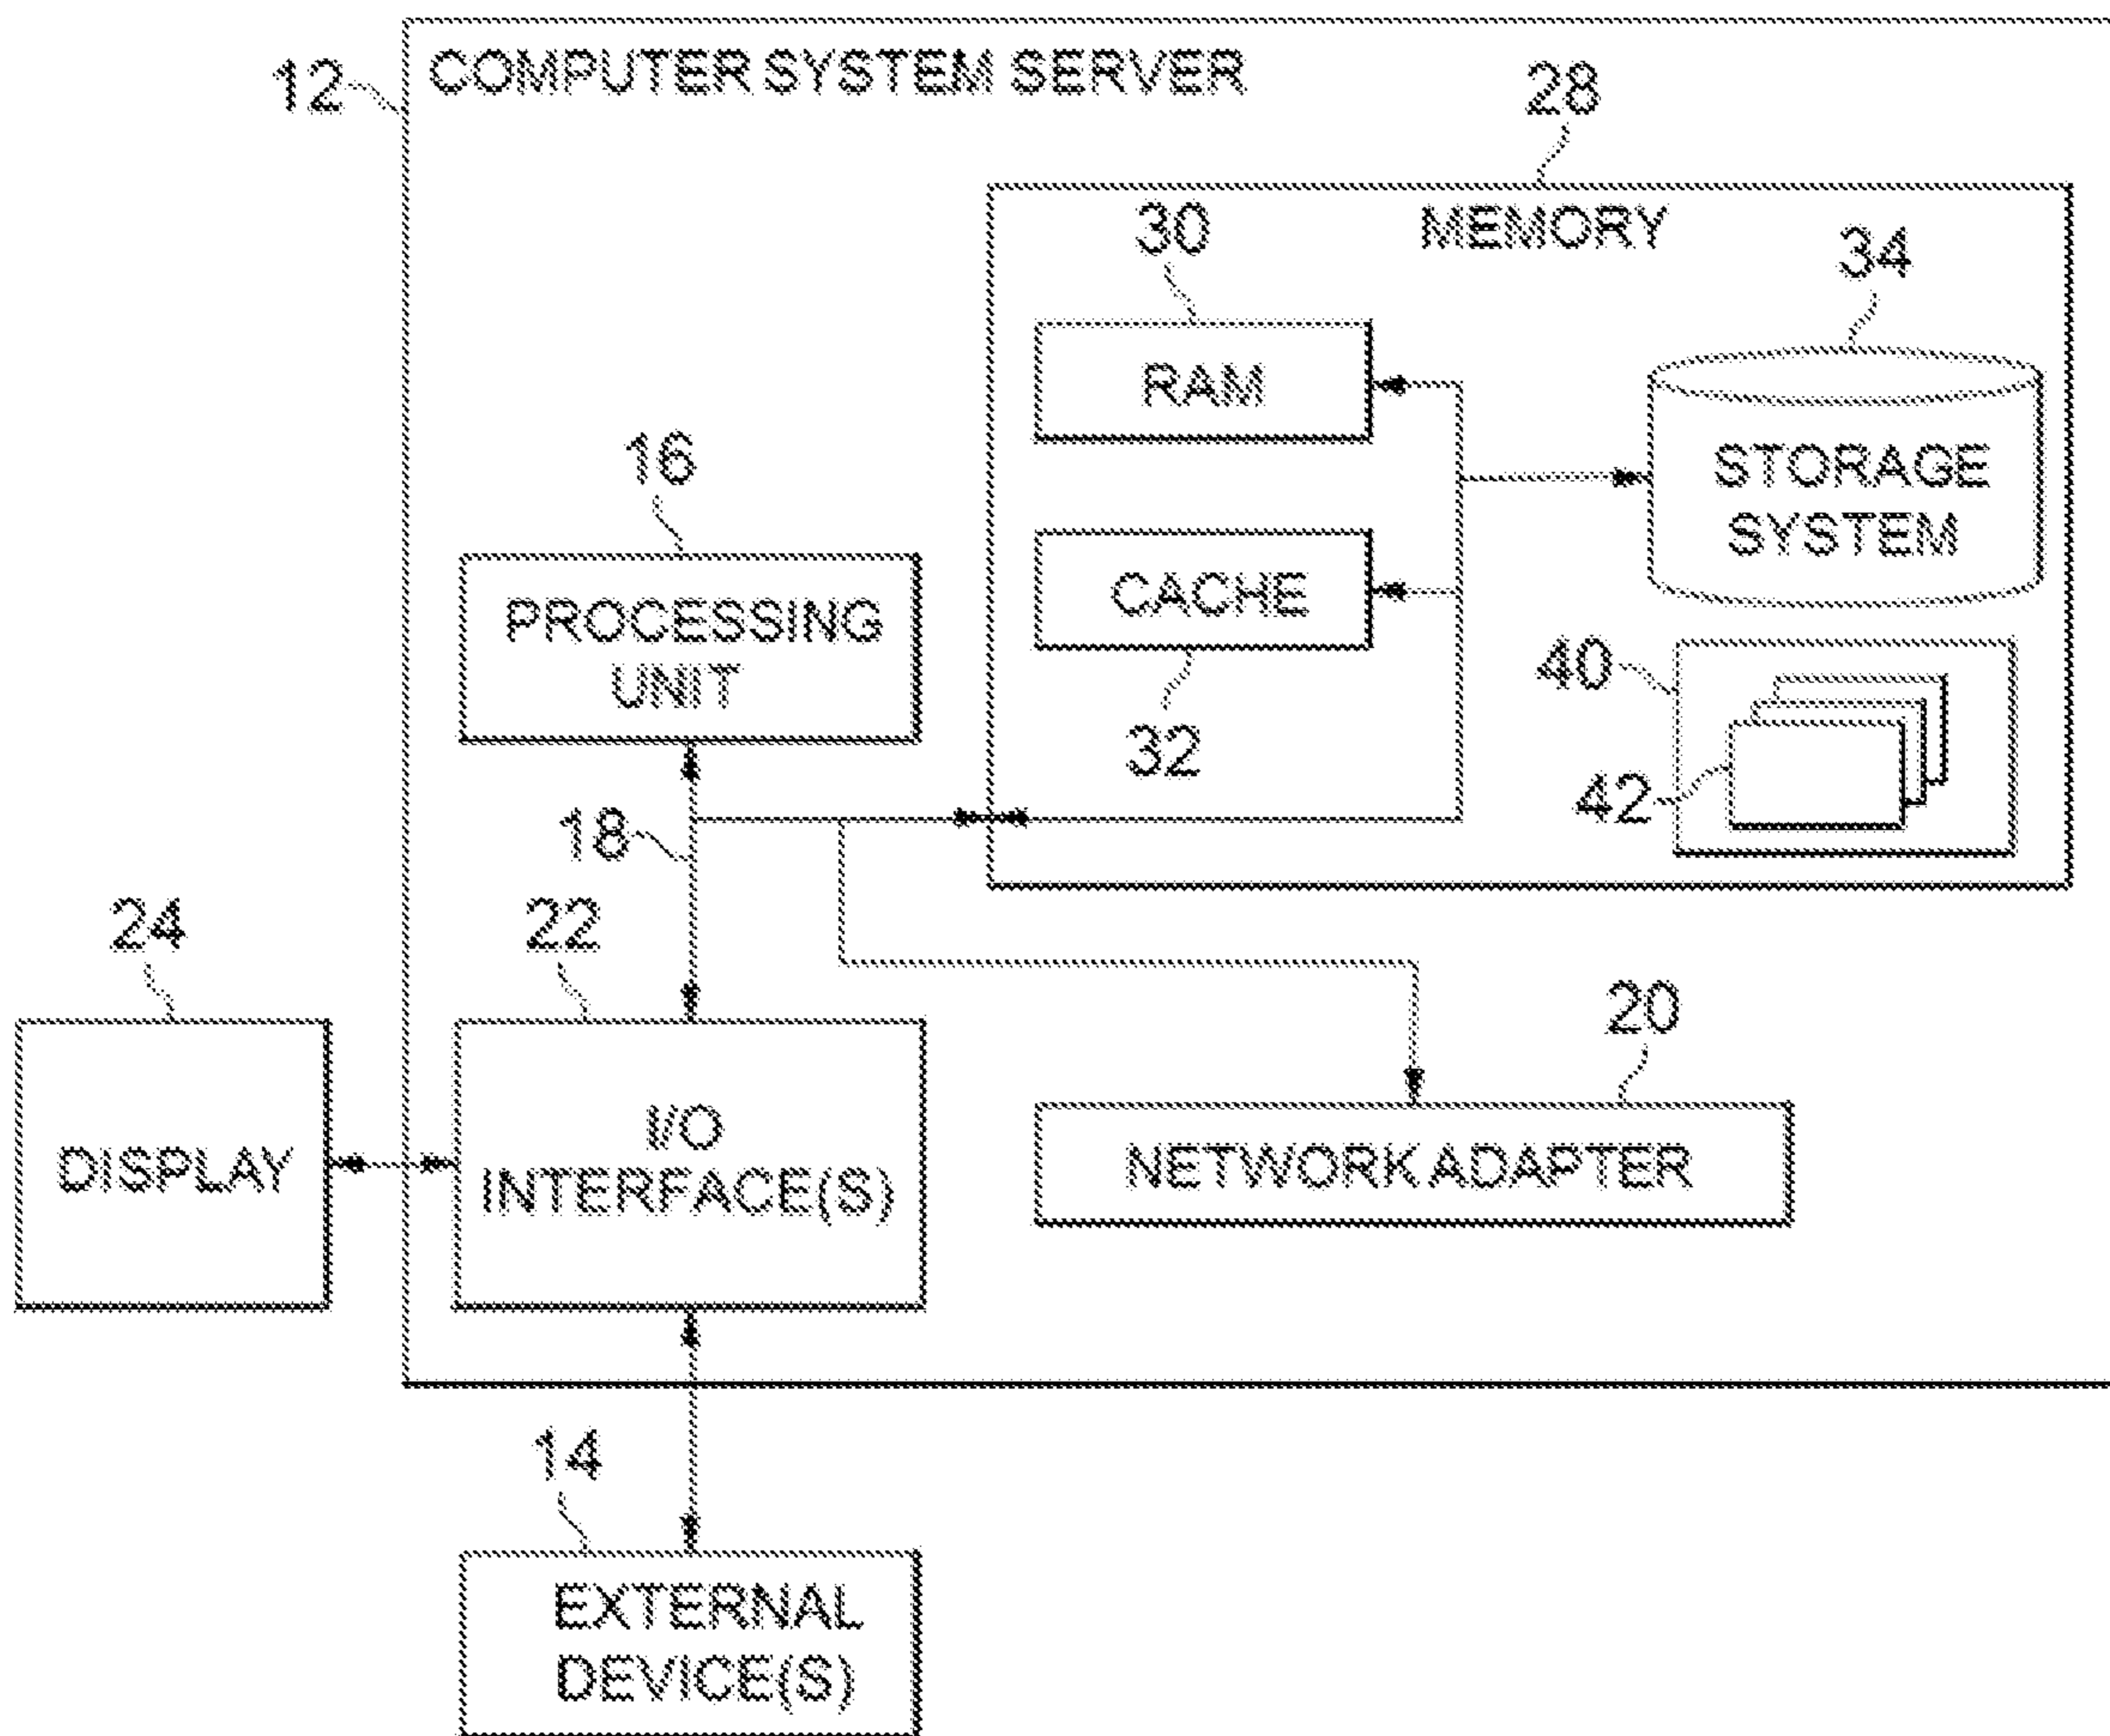 12
COMPUTER SYSTEM SERVER
28
MEMORY
30
34
RAM
STORAGE
SYSTEM
16
CACHE
PROCESSING
UNIT
32
40
42
18
24
22
20
DISPLAY
I/O
INTERFACE(S)
NETWORK ADAPTER
14
EXTERNAL
DEVICE(S)